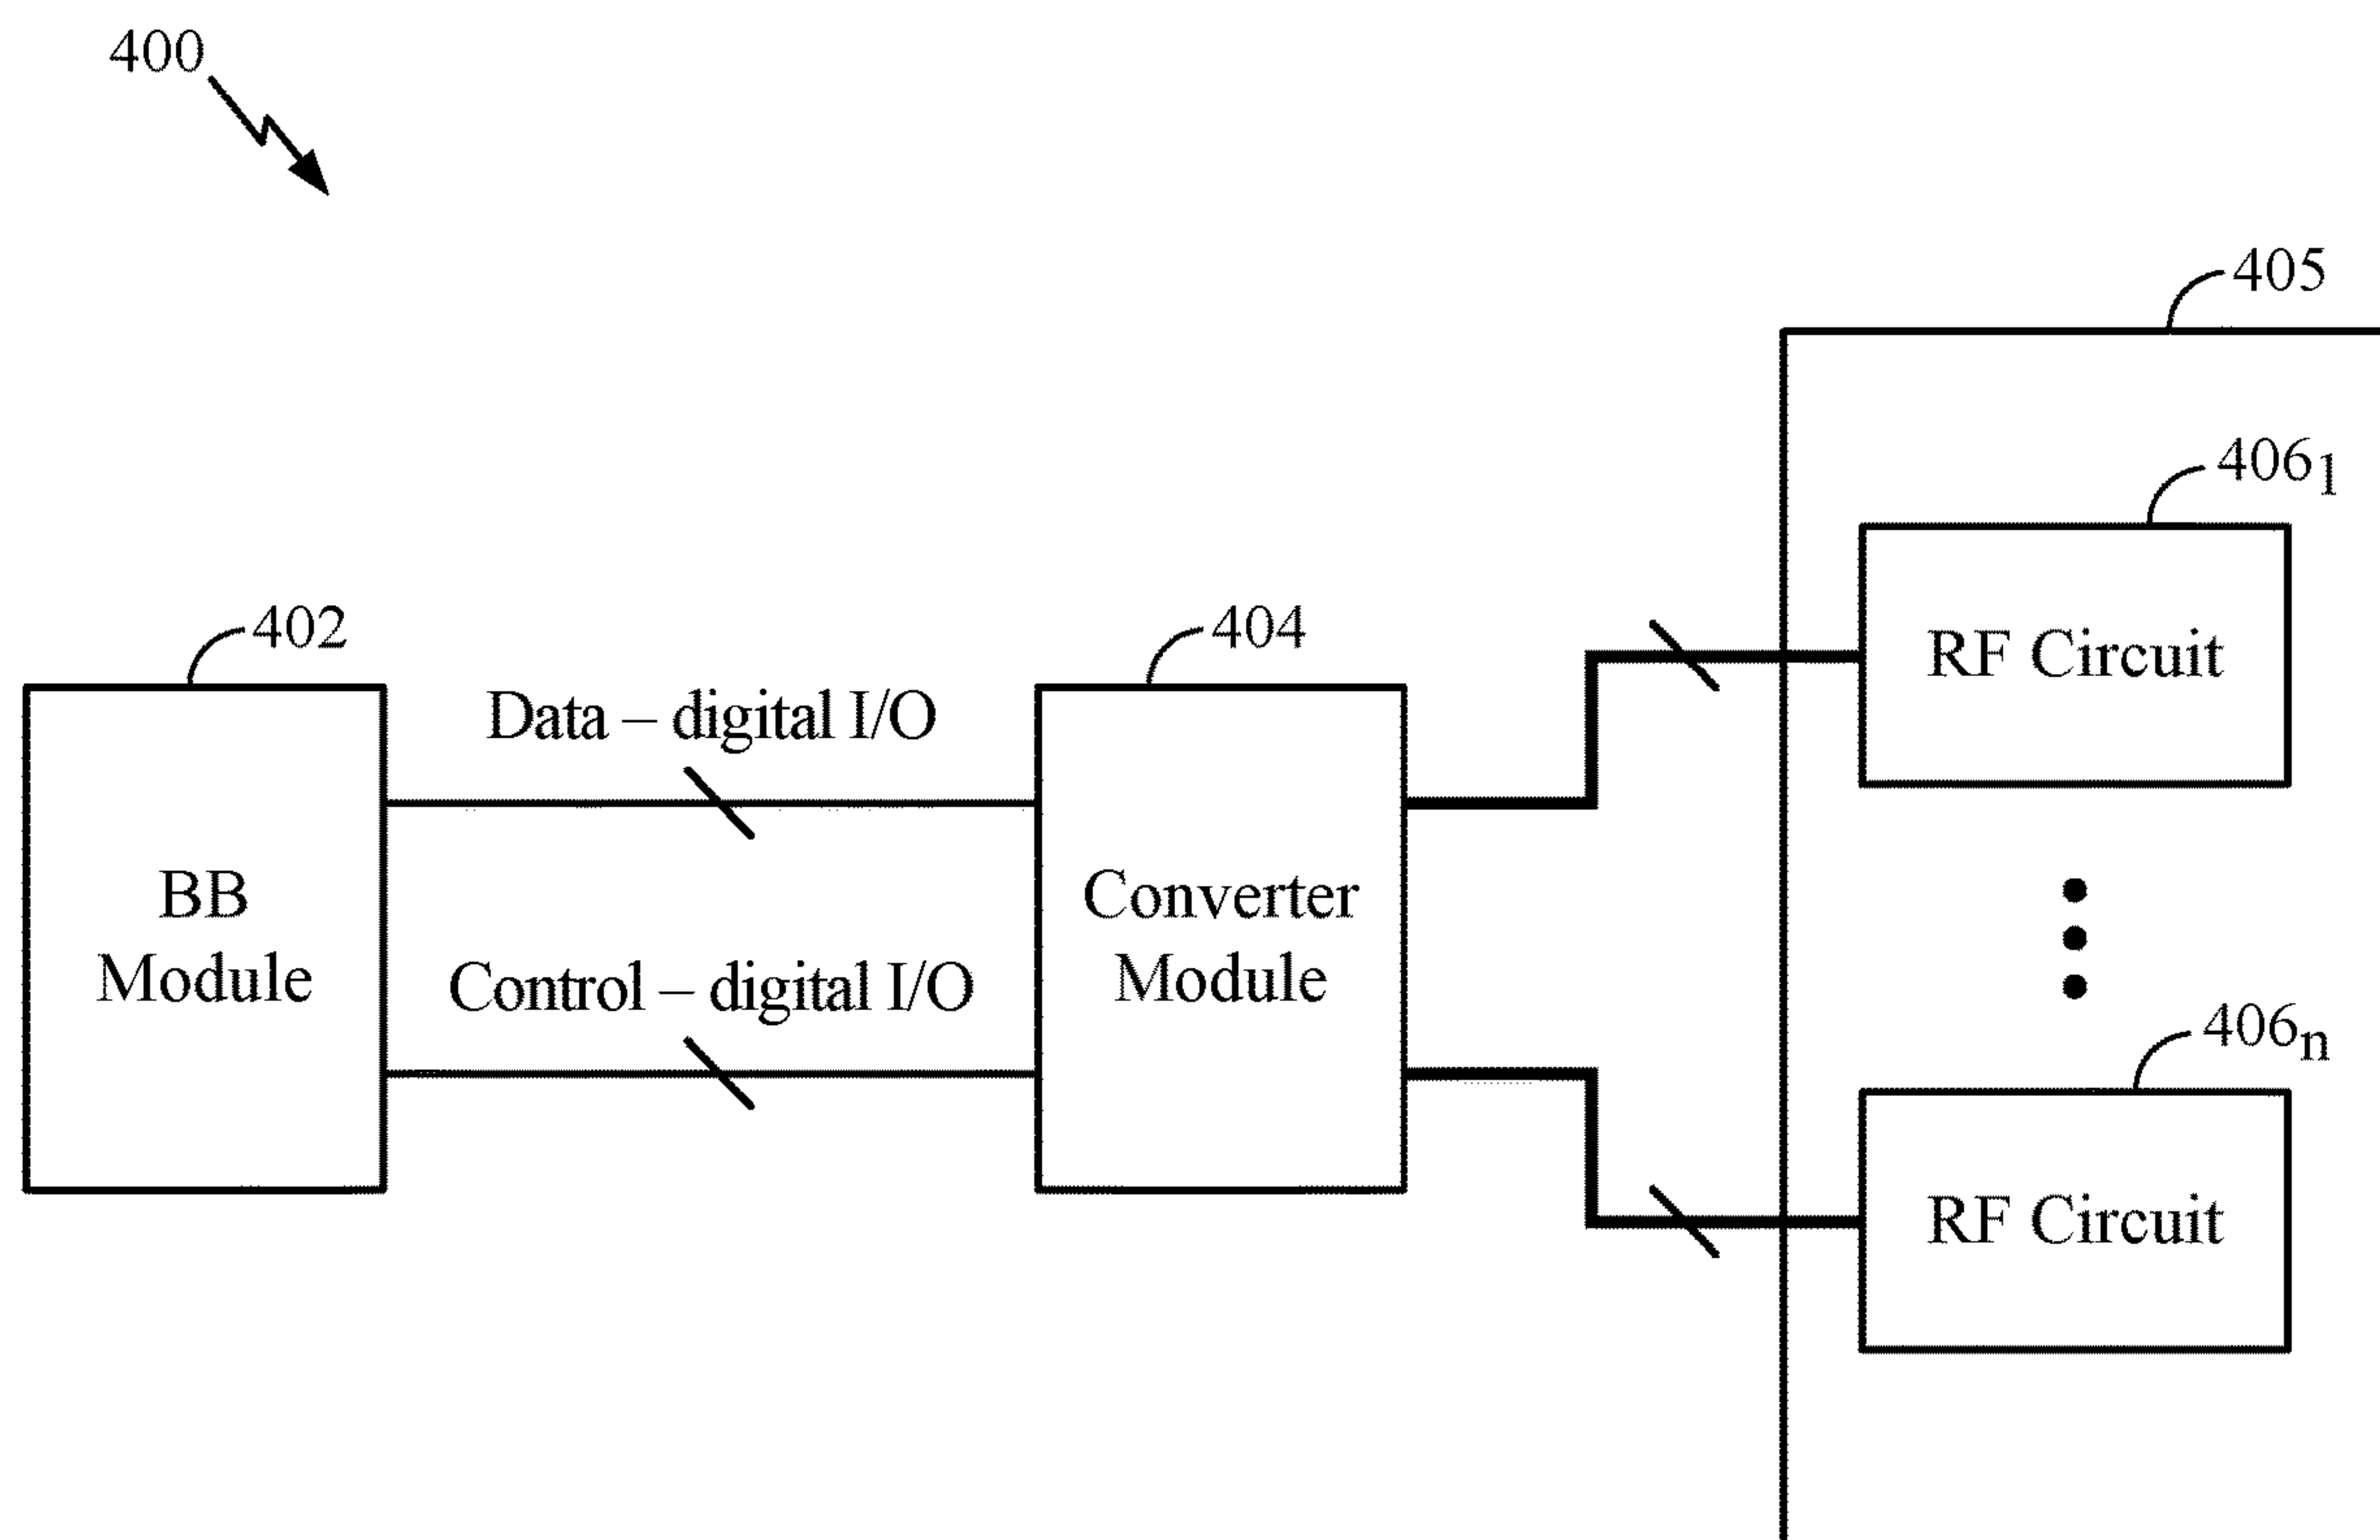 400
405
406₁
RF Circuit
402
404
Data – digital I/O
BB
Module
Converter
Module
Control – digital I/O
406ₙ
RF Circuit